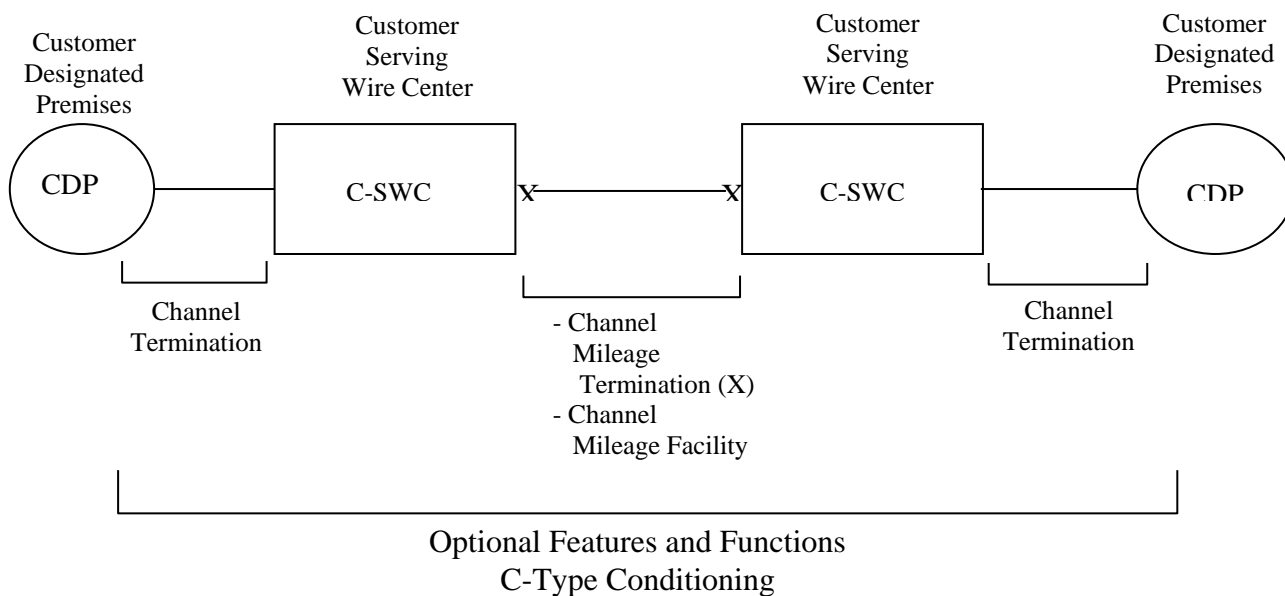 Customer
Designated
Premises
Customer
Serving
Wire Center
Customer
Serving
Wire Center
Customer
Designated
Premises
CDP
C-SWC
X
X
C-SWC
CDP
Channel
Termination
- Channel
Mileage
Termination (X)
- Channel
Mileage Facility
Channel
Termination
Optional Features and Functions
C-Type Conditioning